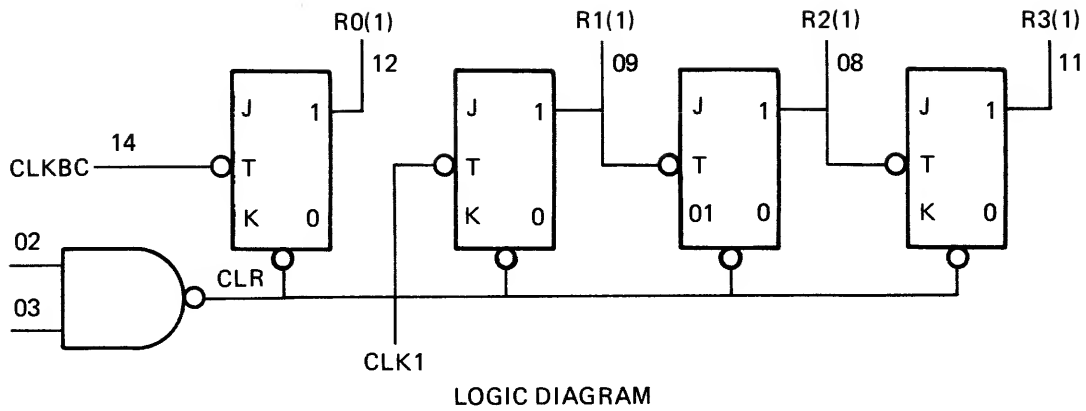 R0(1) R1(1) R2(1) R3(1)
12 09 08 11
J 1 J 1 J 1 J 1
14
CLKBC T T T T
K 0 K 0 01 0 K 0
02
CLR
03
CLK1
LOGIC DIAGRAM